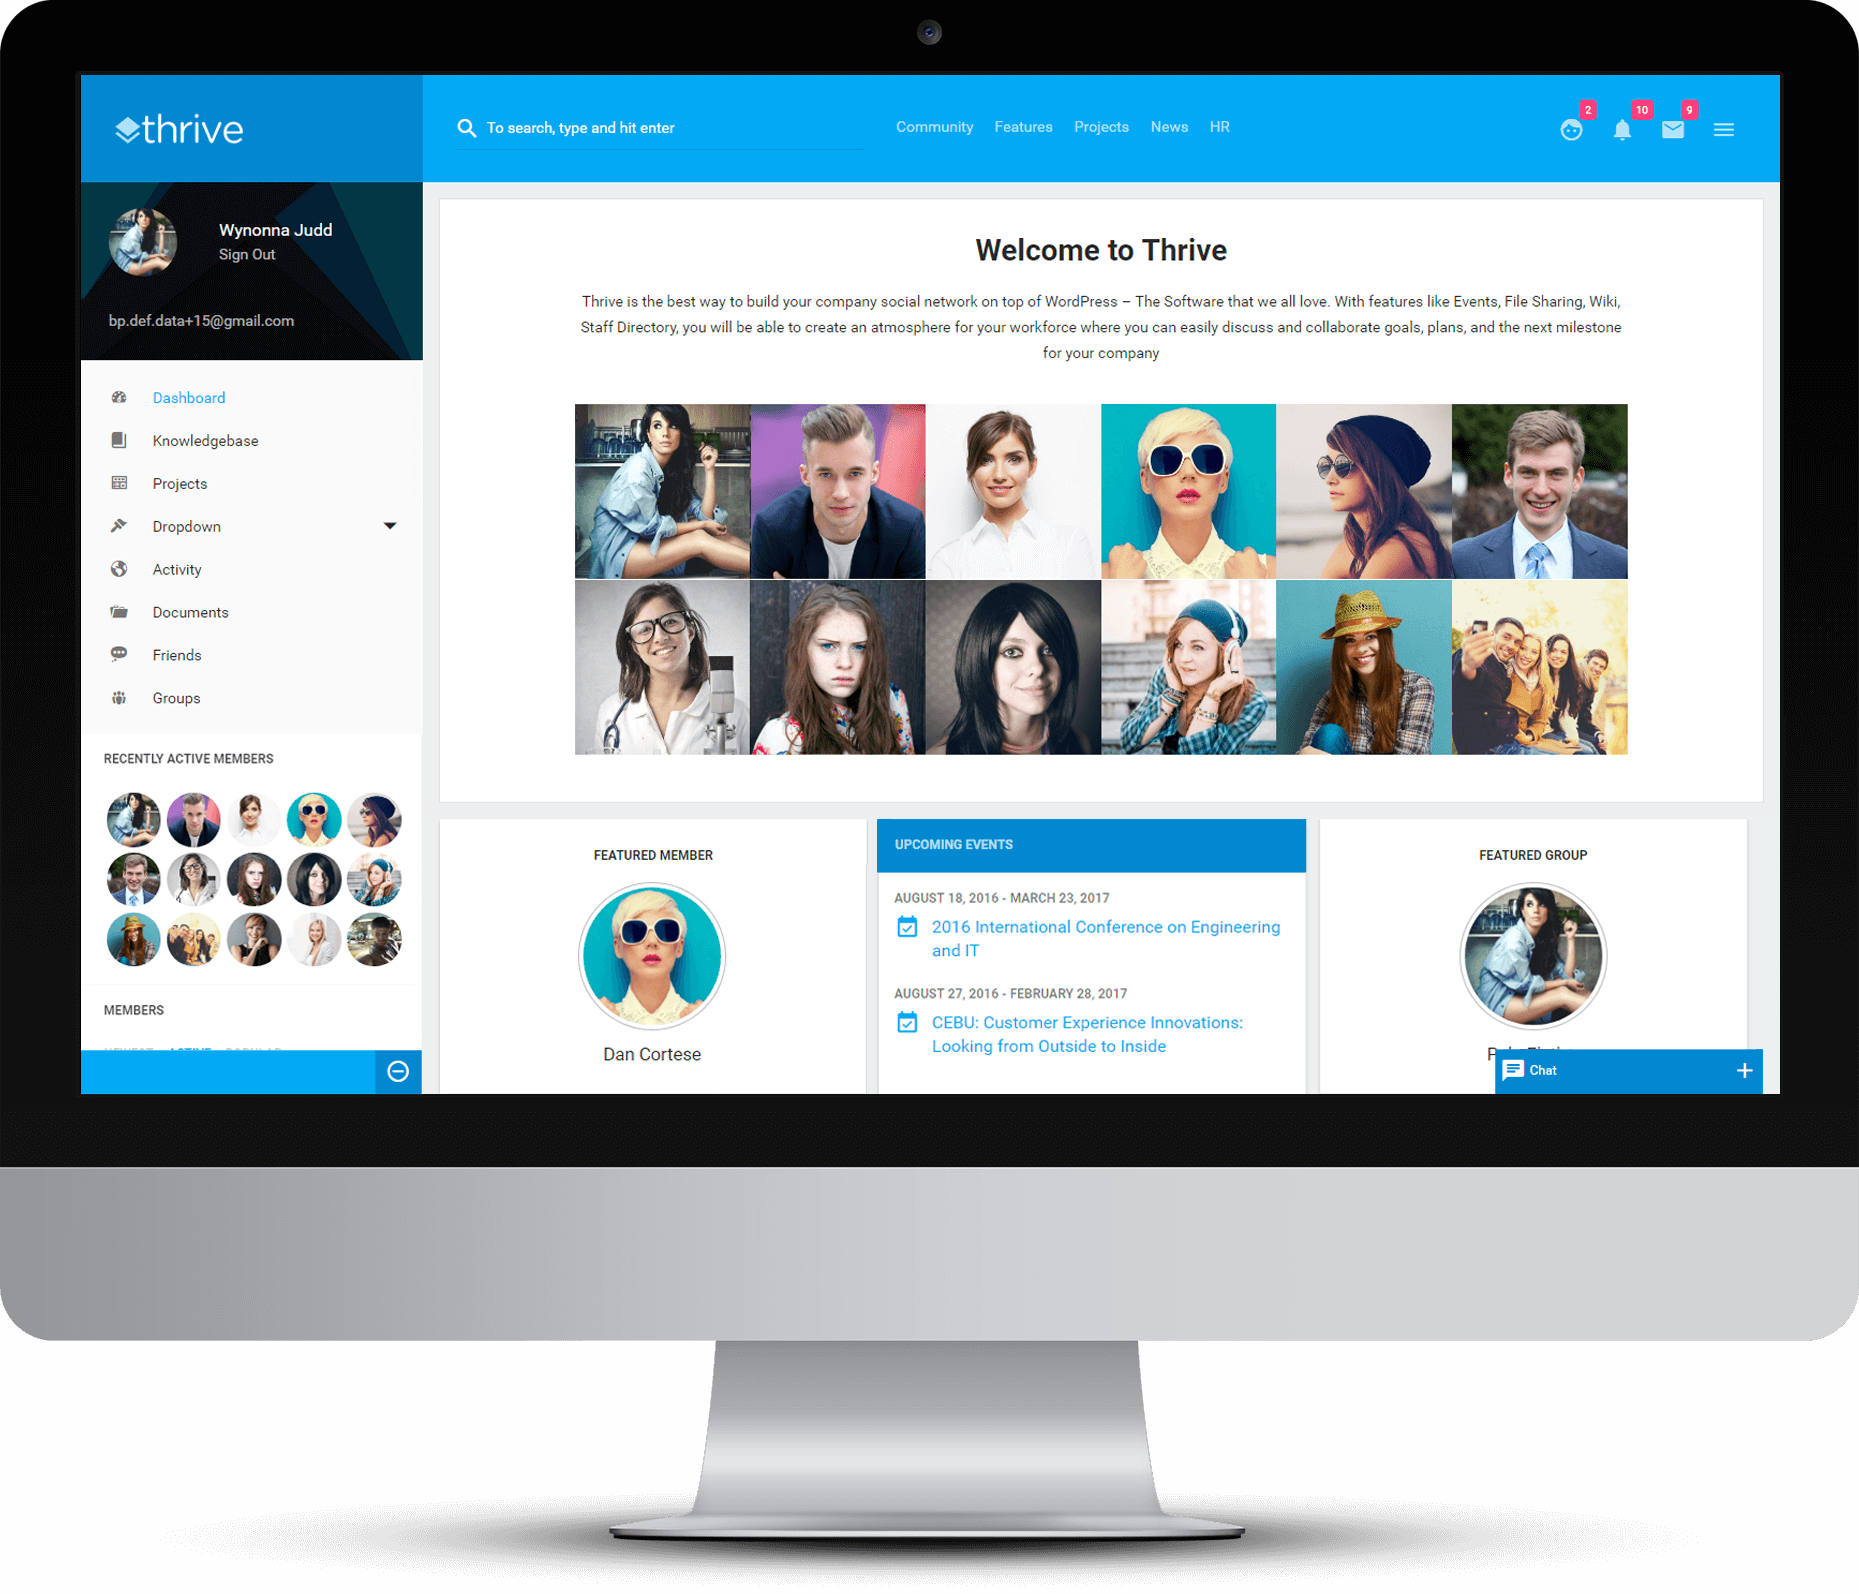 thrive
To search, type and hit enter
Community Features Projects News HR
2 10 9
Wynonna Judd
Sign Out
bp.def.data+15@gmail.com
Dashboard
Knowledgebase
Projects
Dropdown
Activity
Documents
Friends
Groups
RECENTLY ACTIVE MEMBERS
MEMBERS
Welcome to Thrive
Thrive is the best way to build your company social network on top of WordPress – The Software that we all love. With features like Events, File Sharing, Wiki,
Staff Directory, you will be able to create an atmosphere for your workforce where you can easily discuss and collaborate goals, plans, and the next milestone
for your company
FEATURED MEMBER
Dan Cortese
UPCOMING EVENTS
AUGUST 18, 2016 - MARCH 23, 2017
2016 International Conference on Engineering
and IT
AUGUST 27, 2016 - FEBRUARY 28, 2017
CEBU: Customer Experience Innovations:
Looking from Outside to Inside
FEATURED GROUP
Chat